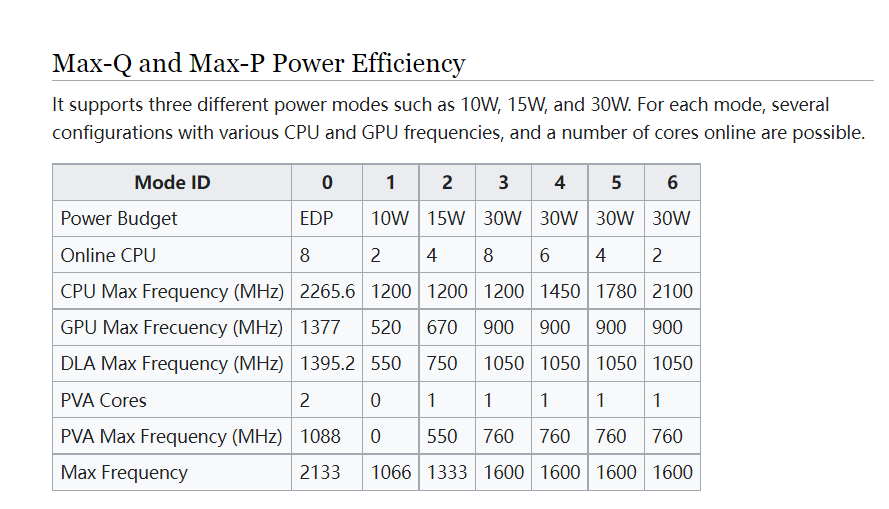 Max-Q and Max-P Power Efficiency
It supports three different power modes such as 10W, 15W, and 30W. For each mode, several
configurations with various CPU and GPU frequencies, and a number of cores online are possible.
Mode ID 0 1 2 3 4 5 6
Power Budget EDP 10W 15W 30W 30W 30W 30W
Online CPU 8 2 4 8 6 4 2
CPU Max Frequency (MHz) 2265.6 1200 1200 1200 1450 1780 2100
GPU Max Frecuency (MHz) 1377 520 670 900 900 900 900
DLA Max Frequency (MHz) 1395.2 550 750 1050 1050 1050 1050
PVA Cores 2 0 1 1 1 1 1
PVA Max Frequency (MHz) 1088 0 550 760 760 760 760
Max Frequency 2133 1066 1333 1600 1600 1600 1600